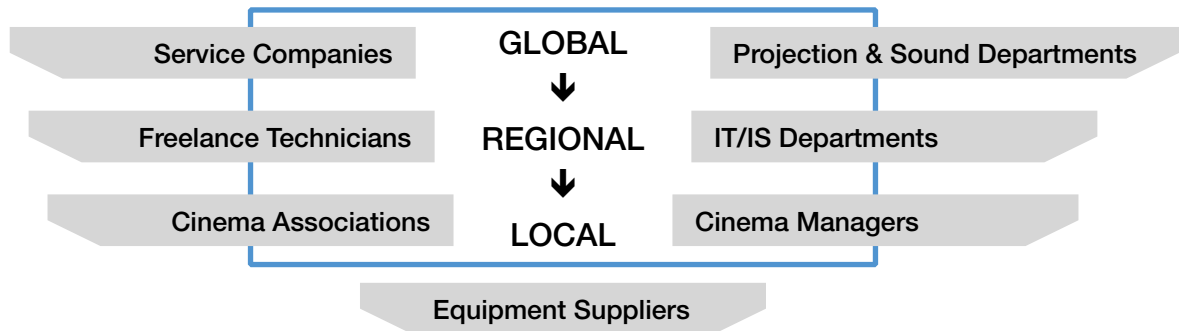 Service Companies
GLOBAL
Projection & Sound Departments
Freelance Technicians
REGIONAL
IT/IS Departments
Cinema Associations
LOCAL
Cinema Managers
Equipment Suppliers